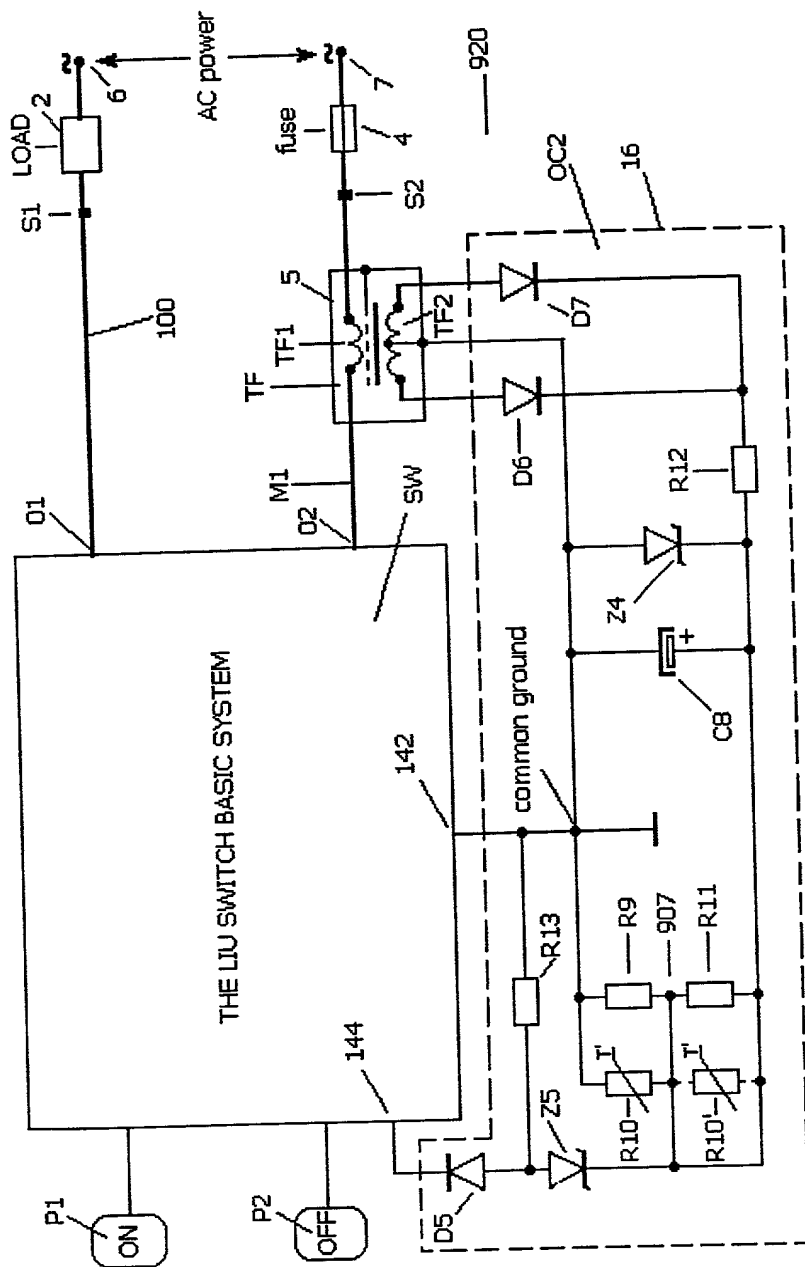 P1
ON
P2
OFF
THE LIU SWITCH BASIC SYSTEM
144
142
SW
O1
O2
M1
100
S1
LOAD
2
6
AC power
TF
TF1
5
TF2
S2
fuse
4
7
920
OC2
16
D5
Z5
R13
R10
T'
R10'
T'
R9
907
R11
common ground
C8
+
Z4
R12
D6
D7